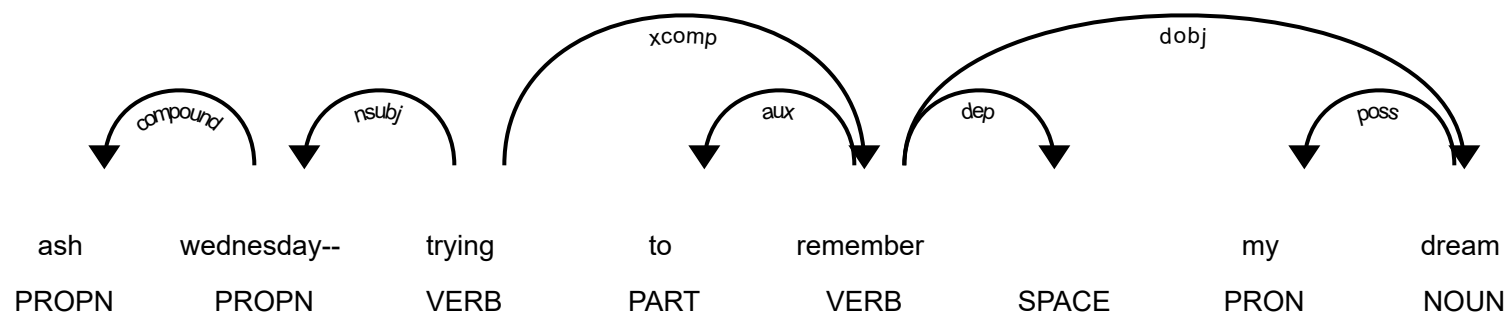 xcomp dobj
compound nsubj aux dep poss
ash wednesday-- trying to remember my dream
PROPN PROPN VERB PART VERB SPACE PRON NOUN